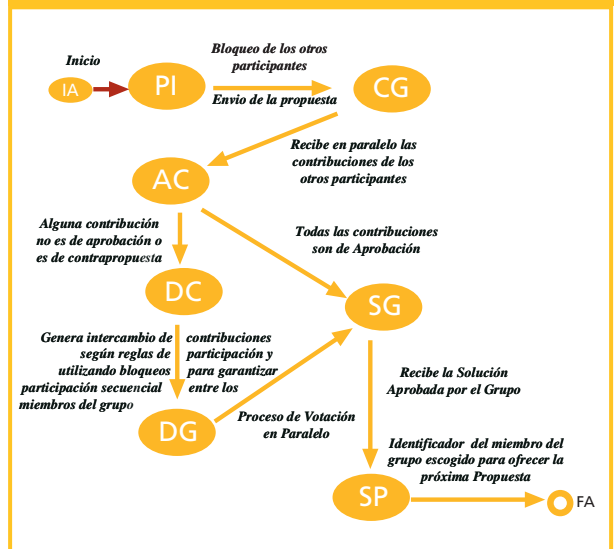 Inicio
IA
PI
Bloqueo de los otros
participantes
Envio de la propuesta
CG
Recibe en paralelo las
contribuciones de los
otros participantes
AC
Alguna contribución
no es de aprobación o
es de contrapropuesta
Todas las contribuciones
son de Aprobación
DC
SG
Genera intercambio de contribuciones
según reglas de participación y
utilizando bloqueos para garantizar
participación secuencial entre los
miembros del grupo
Recibe la Solución
Aprobada por el Grupo
DG
Proceso de Votación
en Paralelo
Identificador del miembro del
grupo escogido para ofrecer la
próxima Propuesta
SP
FA